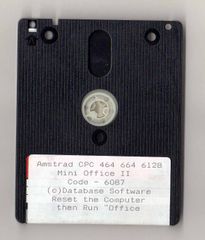 Amstrad CPC 464 664 6128
Mini Office II
Code - 6087
(c)Database Software
Reset the Computer
then Run "Office